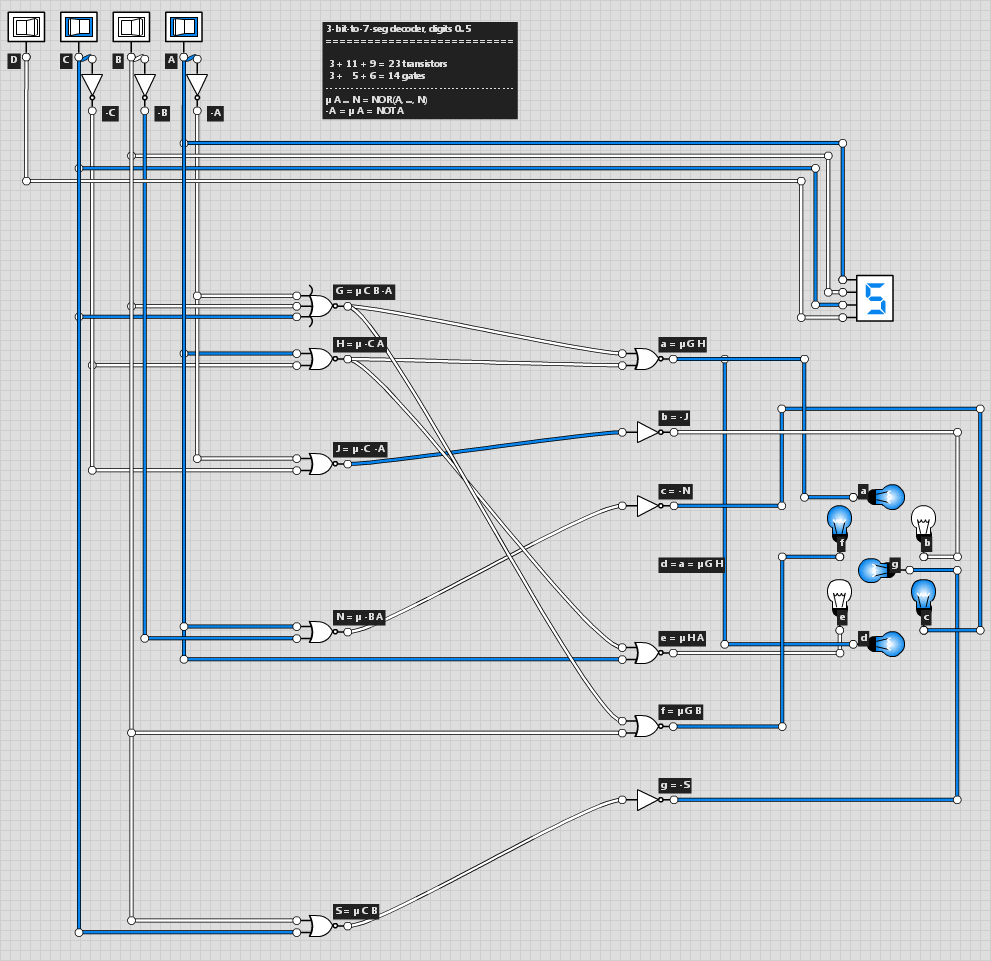 D
C
B
A
-C
-B
-A
3-bit-to-7-seg decoder, digits 0..5
==========================
3 + 11 + 9 = 23 transistors
3 + 5 + 6 = 14 gates
µ A ... N = NOR(A, ..., N)
-A = µ A = NOT A
G = µ C B -A
H = µ -C A
a = µ G H
b = -J
J = µ -C -A
c = -N
a
f
b
d = a = µ G H
g
N = µ -B A
e
c
e = µ H A
d
f = µ G B
g = -S
S = µ C B
5